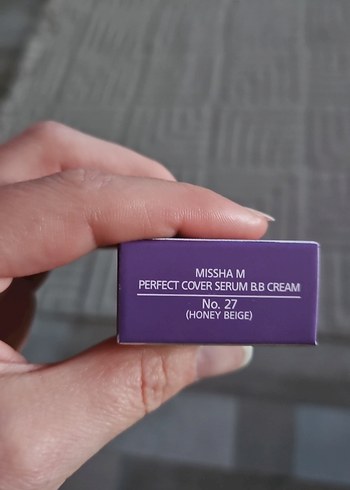 MISSHA M
PERFECT COVER SERUM B.B CREAM
No. 27
(HONEY BEIGE)